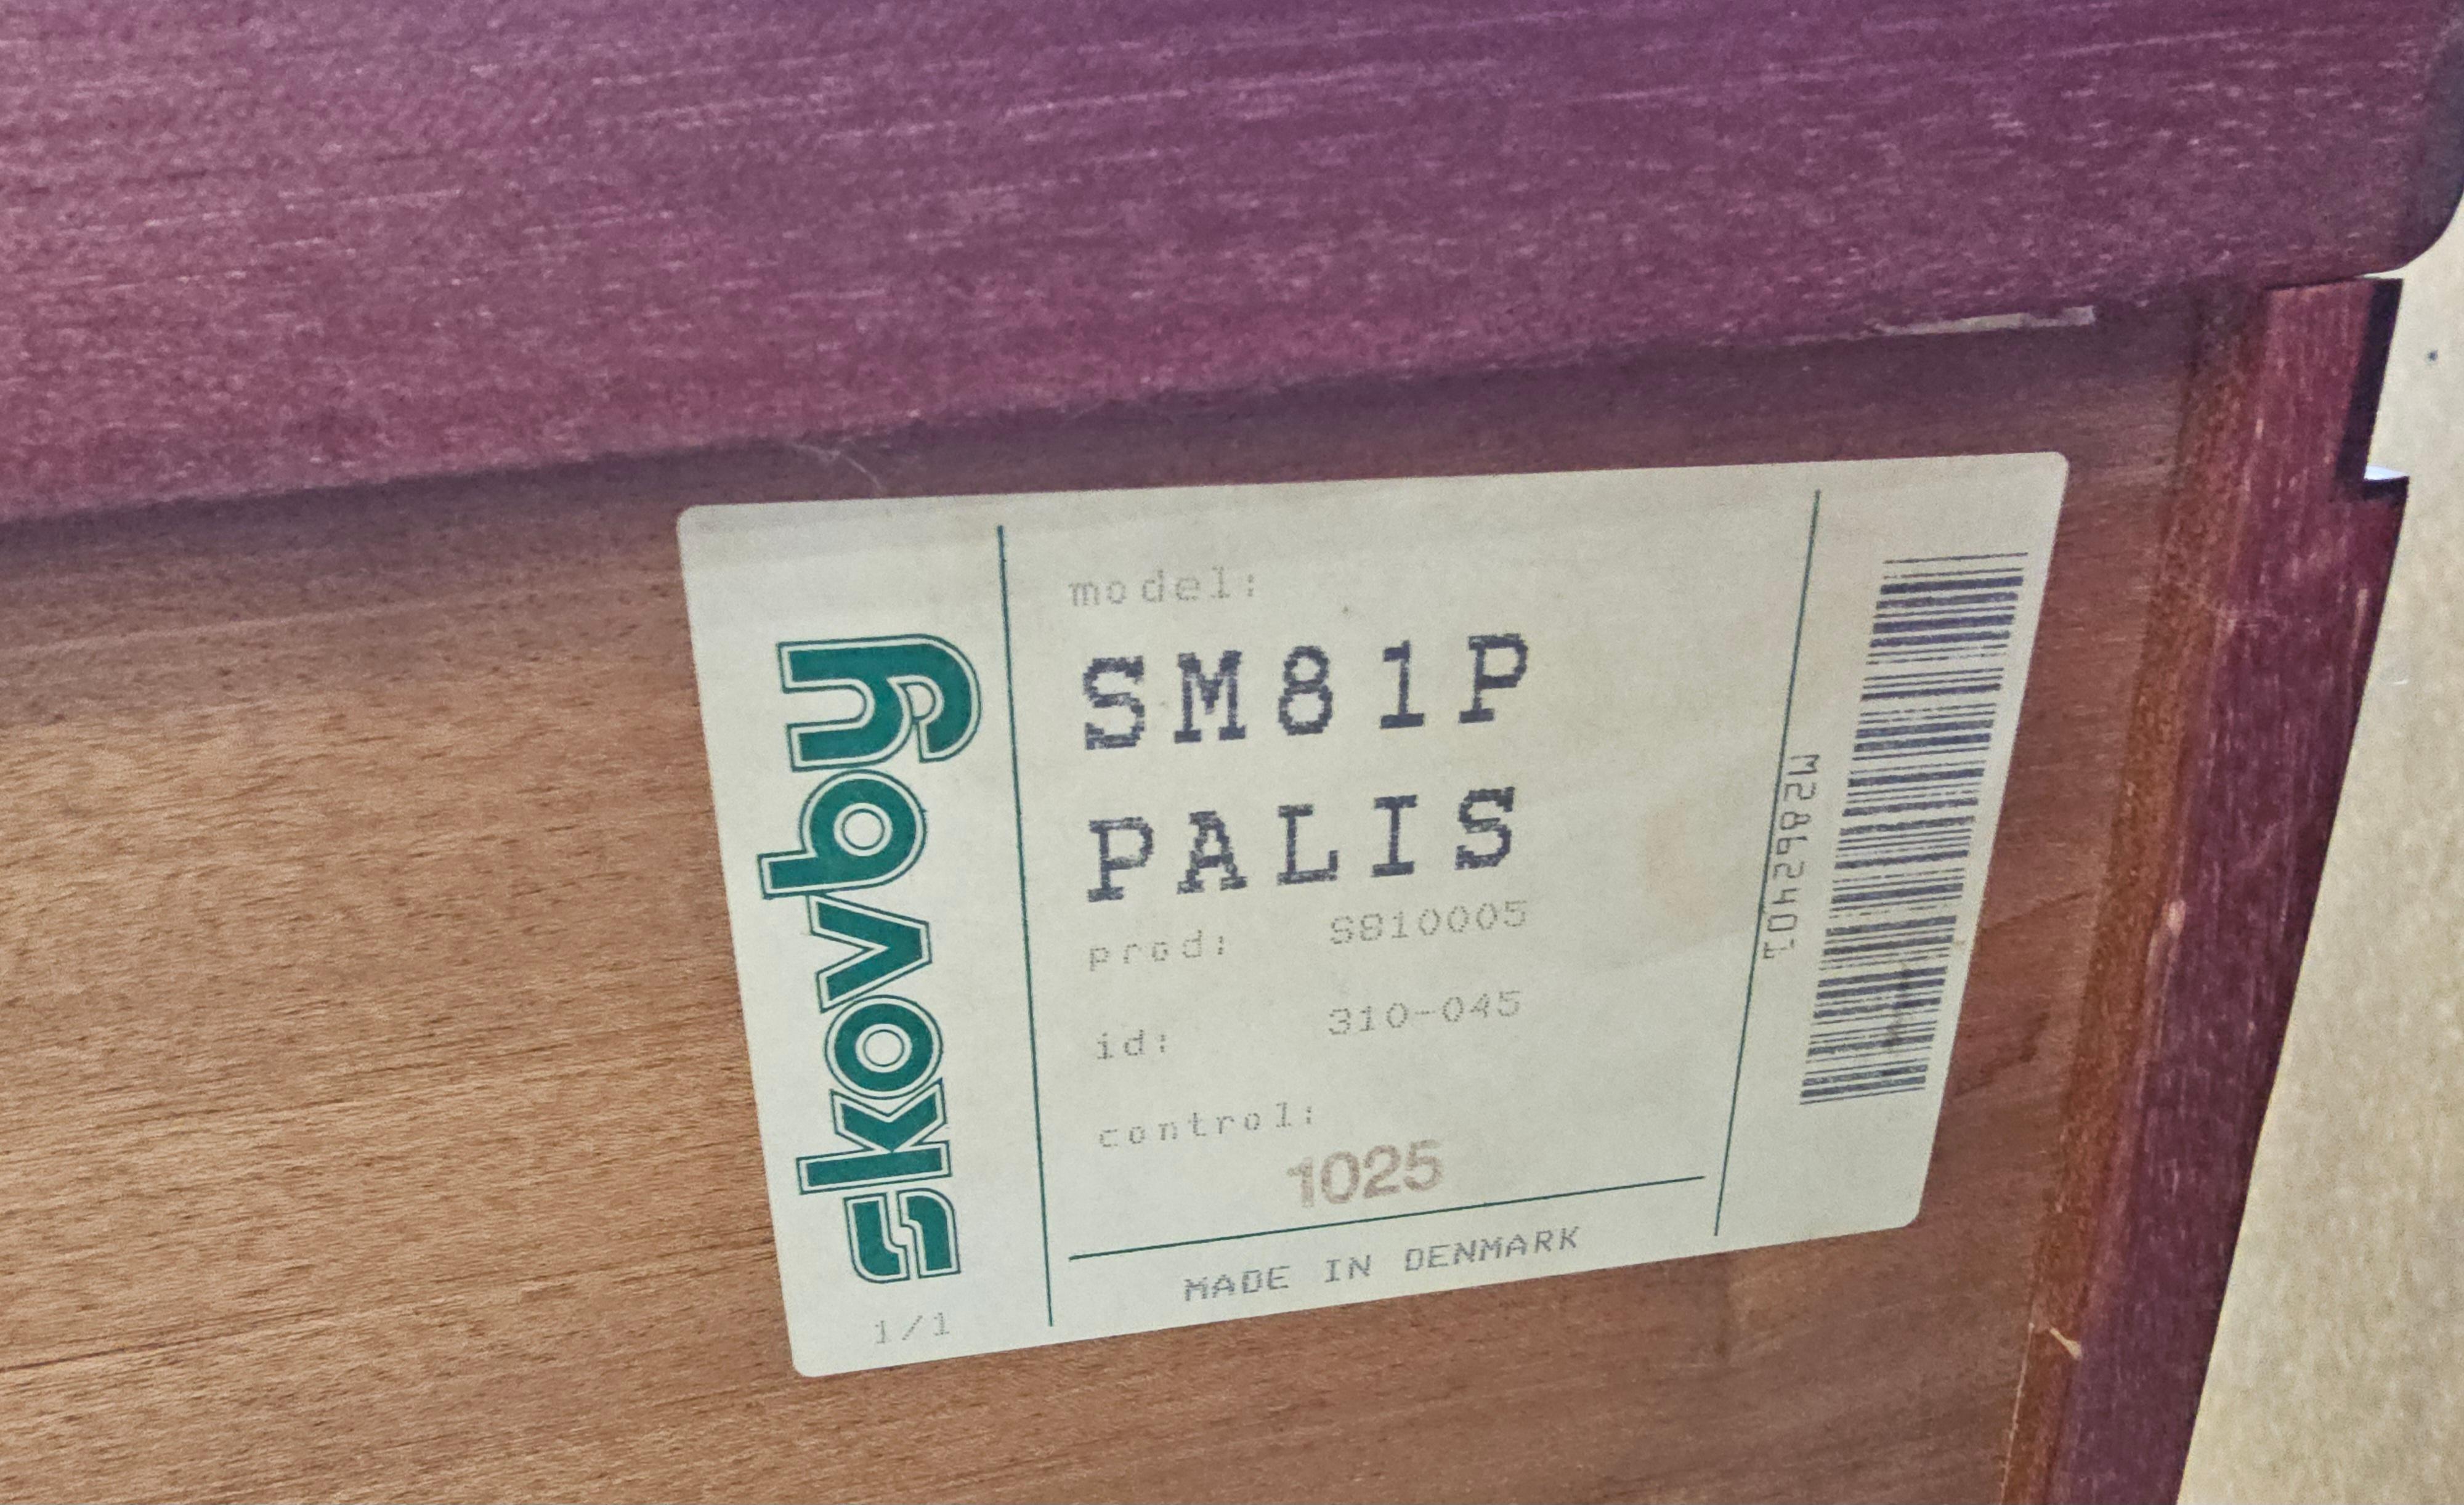 skovby
1/1
model:
SM81P
PALIS
prod: S810005
id: 310-045
control:
1025
MADE IN DENMARK
M2862401